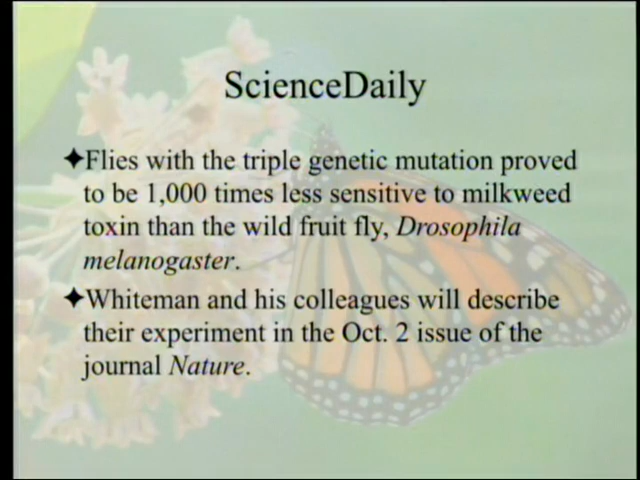 ScienceDaily
✦Flies with the triple genetic mutation proved
to be 1,000 times less sensitive to milkweed
toxin than the wild fruit fly, Drosophila
melanogaster.
✦Whiteman and his colleagues will describe
their experiment in the Oct. 2 issue of the
journal Nature.